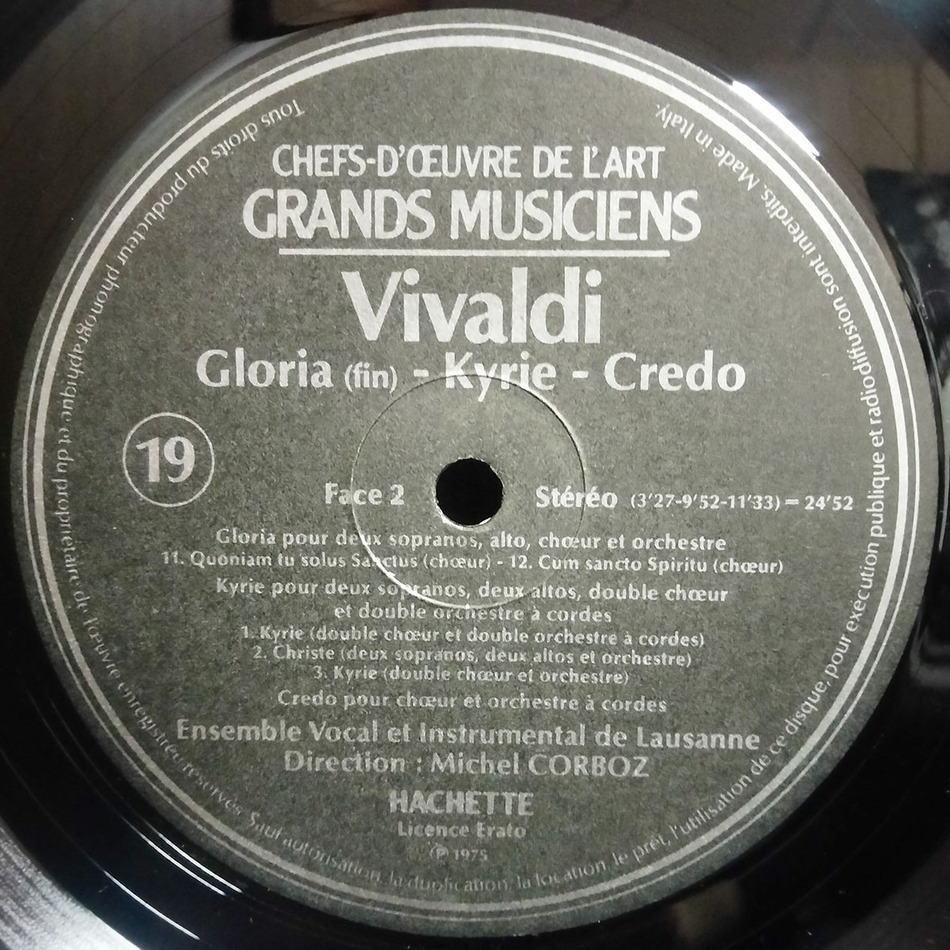 CHEFS-D'ŒUVRE DE L'ART
GRANDS MUSICIENS
Vivaldi
Gloria (fin) - Kyrie - Credo
19
Face 2 Stéréo (3'27-9'52-11'33) = 24'52
Gloria pour deux sopranos, alto, chœur et orchestre
11. Quoniam tu solus Sanctus (chœur) - 12. Cum sancto Spiritu (chœur)
Kyrie pour deux sopranos, deux altos, double chœur
et double orchestre à cordes
1. Kyrie (double chœur et double orchestre à cordes)
2. Christe (deux sopranos, deux altos et orchestre)
3. Kyrie (double chœur et orchestre)
Credo pour chœur et orchestre à cordes
Ensemble Vocal et Instrumental de Lausanne
Direction : Michel CORBOZ
HACHETTE
Licence Erato
℗ 1975
Tous droits du producteur phonographique et du propriétaire de l'œuvre enregistrée réservés. Sauf autorisation, la duplication, la location, le prêt, l'utilisation de ce disque, pour exécution publique et radiodiffusion sont interdits. Made in Italy.